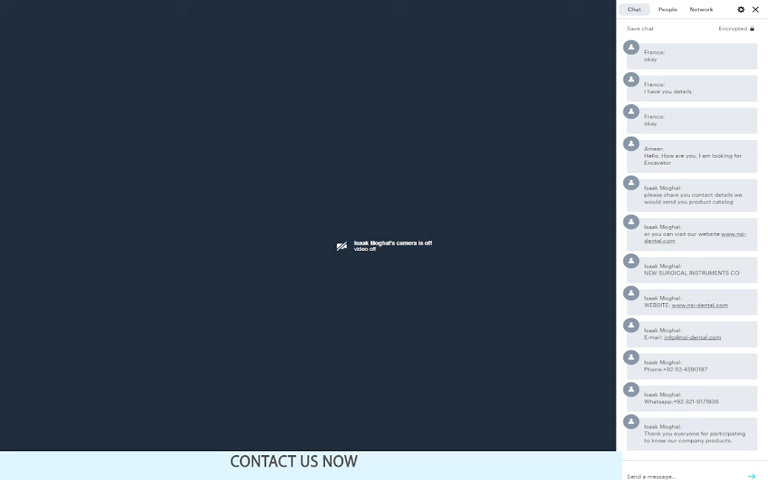 Chat People Network
Save chat Encrypted
Franco:
okay
Franco:
i have you details
Franco:
okay
Ameer:
Hello, How are you, I am looking for
Excavator
Isaak Moghal:
please share you contact details we
would send you product catalog
Isaak Moghal:
or you can visit our website www.nsi-
dental.com
Isaak Moghal:
NEW SURGICAL INSTRUMENTS CO
Isaak Moghal:
WEBSITE: www.nsi-dental.com
Isaak Moghal:
E-mail: info@nsi-dental.com
Isaak Moghal:
Phone:+92-52-4590187
Isaak Moghal:
Whatsapp:+92-321-6171936
Isaak Moghal:
Thank you everyone for participating
to know our company products.
Send a message...
Isaak Moghal's camera is off
video off
CONTACT US NOW